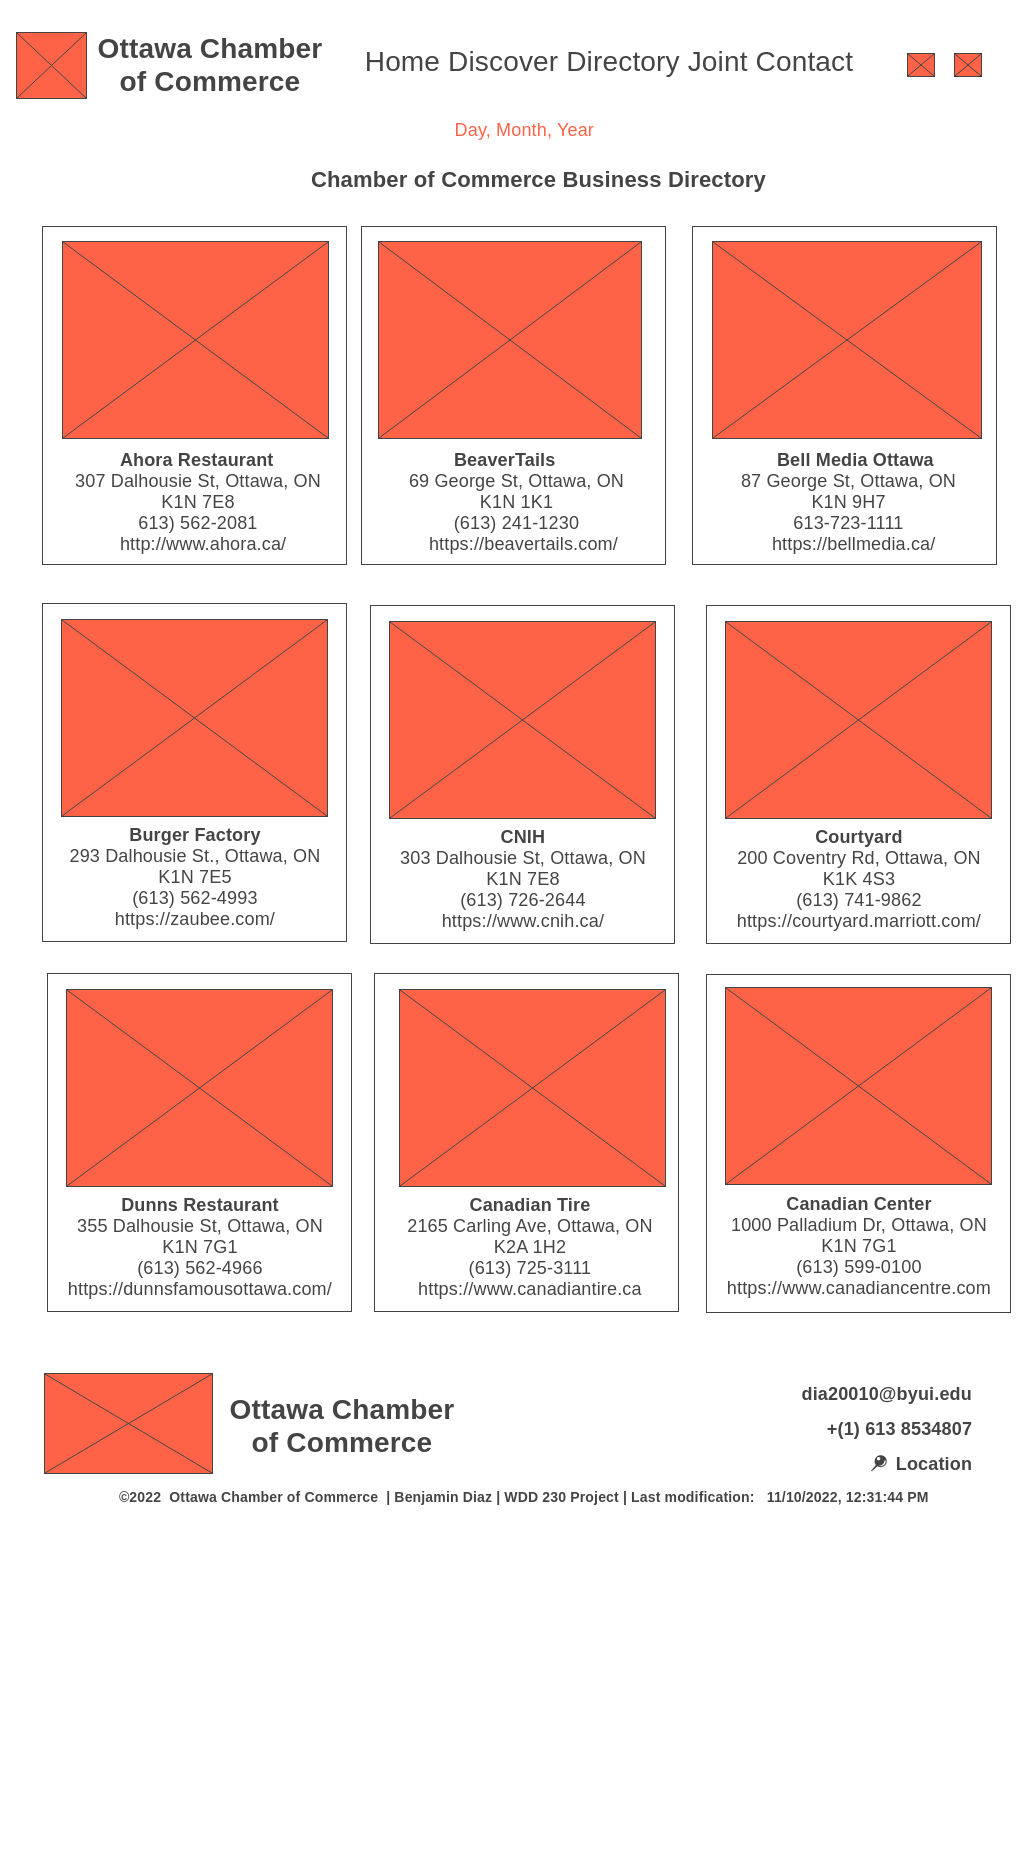 Ottawa Chamber
of Commerce
Home Discover Directory Joint Contact
Day, Month, Year
Chamber of Commerce Business Directory
Ahora Restaurant
307 Dalhousie St, Ottawa, ON
K1N 7E8
613) 562-2081
http://www.ahora.ca/
BeaverTails
69 George St, Ottawa, ON
K1N 1K1
(613) 241-1230
https://beavertails.com/
Bell Media Ottawa
87 George St, Ottawa, ON
K1N 9H7
613-723-1111
https://bellmedia.ca/
Burger Factory
293 Dalhousie St., Ottawa, ON
K1N 7E5
(613) 562-4993
https://zaubee.com/
CNIH
303 Dalhousie St, Ottawa, ON
K1N 7E8
(613) 726-2644
https://www.cnih.ca/
Courtyard
200 Coventry Rd, Ottawa, ON
K1K 4S3
(613) 741-9862
https://courtyard.marriott.com/
Dunns Restaurant
355 Dalhousie St, Ottawa, ON
K1N 7G1
(613) 562-4966
https://dunnsfamousottawa.com/
Canadian Tire
2165 Carling Ave, Ottawa, ON
K2A 1H2
(613) 725-3111
https://www.canadiantire.ca
Canadian Center
1000 Palladium Dr, Ottawa, ON
K1N 7G1
(613) 599-0100
https://www.canadiancentre.com
Ottawa Chamber
of Commerce
dia20010@byui.edu
+(1) 613 8534807
Location
©2022  Ottawa Chamber of Commerce  | Benjamin Diaz | WDD 230 Project | Last modification:   11/10/2022, 12:31:44 PM